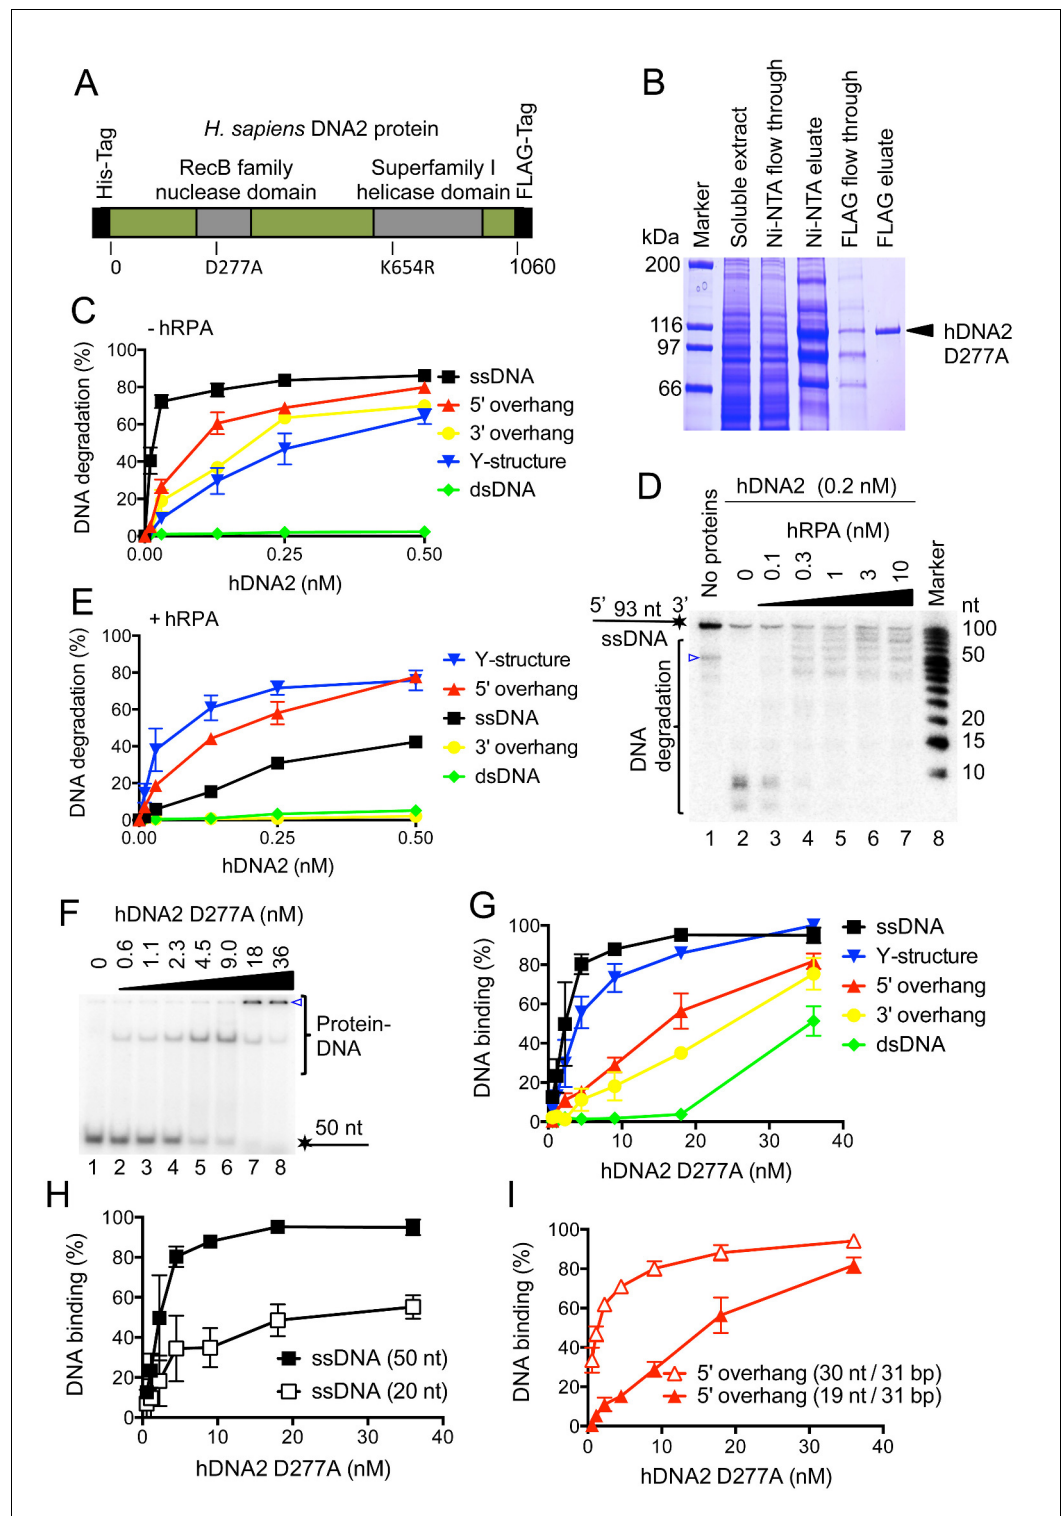 A
H. sapiens DNA2 protein
RecB family
nuclease domain
Superfamily I
helicase domain
His-Tag
FLAG-Tag
0
D277A
K654R
1060
B
kDa
Marker
Soluble extract
Ni-NTA flow through
Ni-NTA eluate
FLAG flow through
FLAG eluate
200
116
97
66
hDNA2
D277A
C
- hRPA
DNA degradation (%)
100
80
60
40
20
0
0.00
0.25
0.50
hDNA2 (nM)
ssDNA
5' overhang
3' overhang
Y-structure
dsDNA
D
hDNA2 (0.2 nM)
hRPA (nM)
No proteins
0
0.1
0.3
1
3
10
Marker
5’ 93 nt 3’
ssDNA
DNA
degradation
nt
100
50
20
15
10
1 2 3 4 5 6 7 8
E
+ hRPA
DNA degradation (%)
100
80
60
40
20
0
0.00
0.25
0.50
hDNA2 (nM)
Y-structure
5' overhang
ssDNA
3' overhang
dsDNA
F
hDNA2 D277A (nM)
0
0.6
1.1
2.3
4.5
9.0
18
36
Protein-
DNA
50 nt
1 2 3 4 5 6 7 8
G
DNA binding (%)
100
80
60
40
20
0
0
10
20
30
40
hDNA2 D277A (nM)
ssDNA
Y-structure
5' overhang
3' overhang
dsDNA
H
DNA binding (%)
100
80
60
40
20
0
0
10
20
30
40
hDNA2 D277A (nM)
ssDNA (50 nt)
ssDNA (20 nt)
I
DNA binding (%)
100
80
60
40
20
0
0
10
20
30
40
hDNA2 D277A (nM)
5' overhang (30 nt / 31 bp)
5' overhang (19 nt / 31 bp)